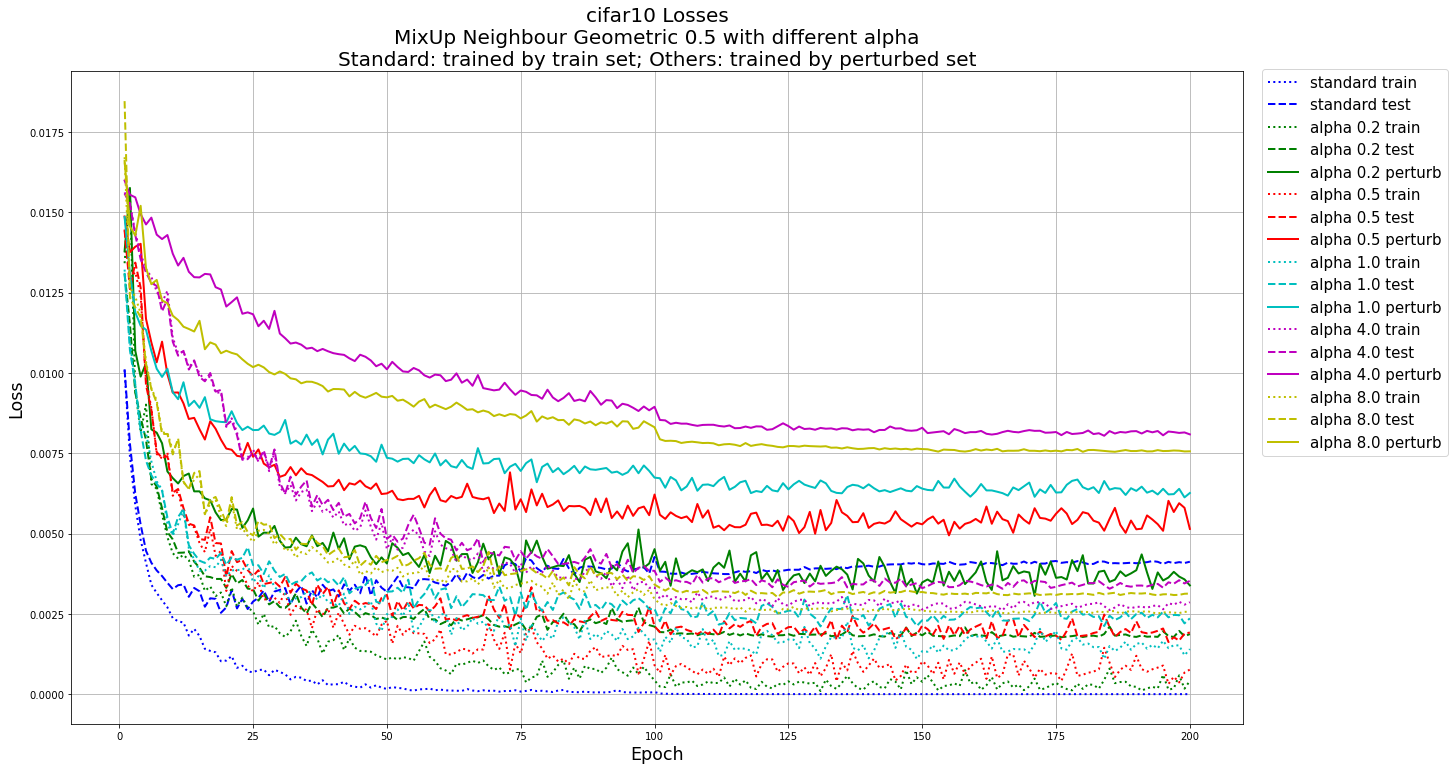 cifar10 Losses
MixUp Neighbour Geometric 0.5 with different alpha
Standard: trained by train set; Others: trained by perturbed set
standard train
standard test
alpha 0.2 train
alpha 0.2 test
alpha 0.2 perturb
alpha 0.5 train
alpha 0.5 test
alpha 0.5 perturb
alpha 1.0 train
alpha 1.0 test
alpha 1.0 perturb
alpha 4.0 train
alpha 4.0 test
alpha 4.0 perturb
alpha 8.0 train
alpha 8.0 test
alpha 8.0 perturb
Loss
0.0175
0.0150
0.0125
0.0100
0.0075
0.0050
0.0025
0.0000
0 25 50 75 100 125 150 175 200
Epoch